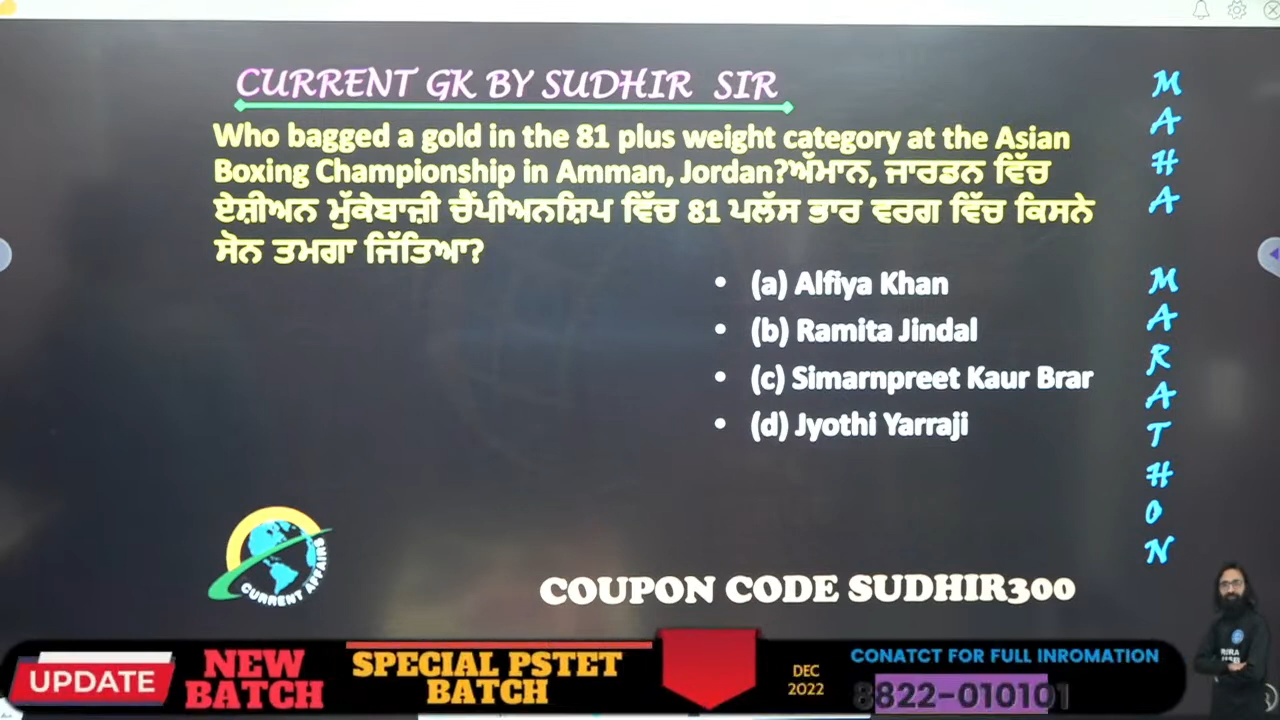 CURRENT GK BY SUDHIR SIR
Who bagged a gold in the 81 plus weight category at the Asian
Boxing Championship in Amman, Jordan?ਅੱਮਾਨ, ਜਾਰਡਨ ਵਿੱਚ
ਏਸ਼ੀਅਨ ਮੁੱਕੇਬਾਜ਼ੀ ਚੈਂਪੀਅਨਸ਼ਿਪ ਵਿੱਚ 81 ਪਲੱਸ ਭਾਰ ਵਰਗ ਵਿੱਚ ਕਿਸਨੇ
ਸੋਨ ਤਮਗਾ ਜਿੱਤਿਆ?
• (a) Alfiya Khan
• (b) Ramita Jindal
• (c) Simarnpreet Kaur Brar
• (d) Jyothi Yarraji
MAHA MARATHON
CURRENT AFFAIRS
COUPON CODE SUDHIR300
UPDATE
NEW
BATCH
SPECIAL PSTET
BATCH
DEC
2022
CONATCT FOR FULL INROMATION
8822-010101